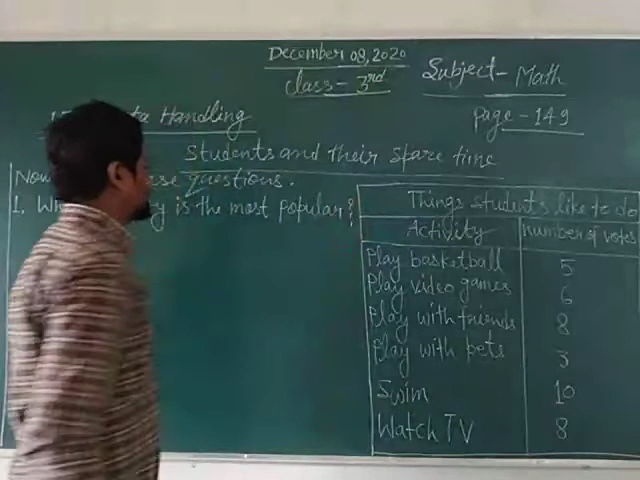 December 08, 2020
Class - 3rd
Subject - Math
Page - 149
Handling
Students and their spare time
Now Questions.
1. is the most popular?
Things students like to do
Activity number of votes
Play basketball 5
Play video games 6
Play with friends 8
Play with pets 3
Swim 10
Watch TV 8